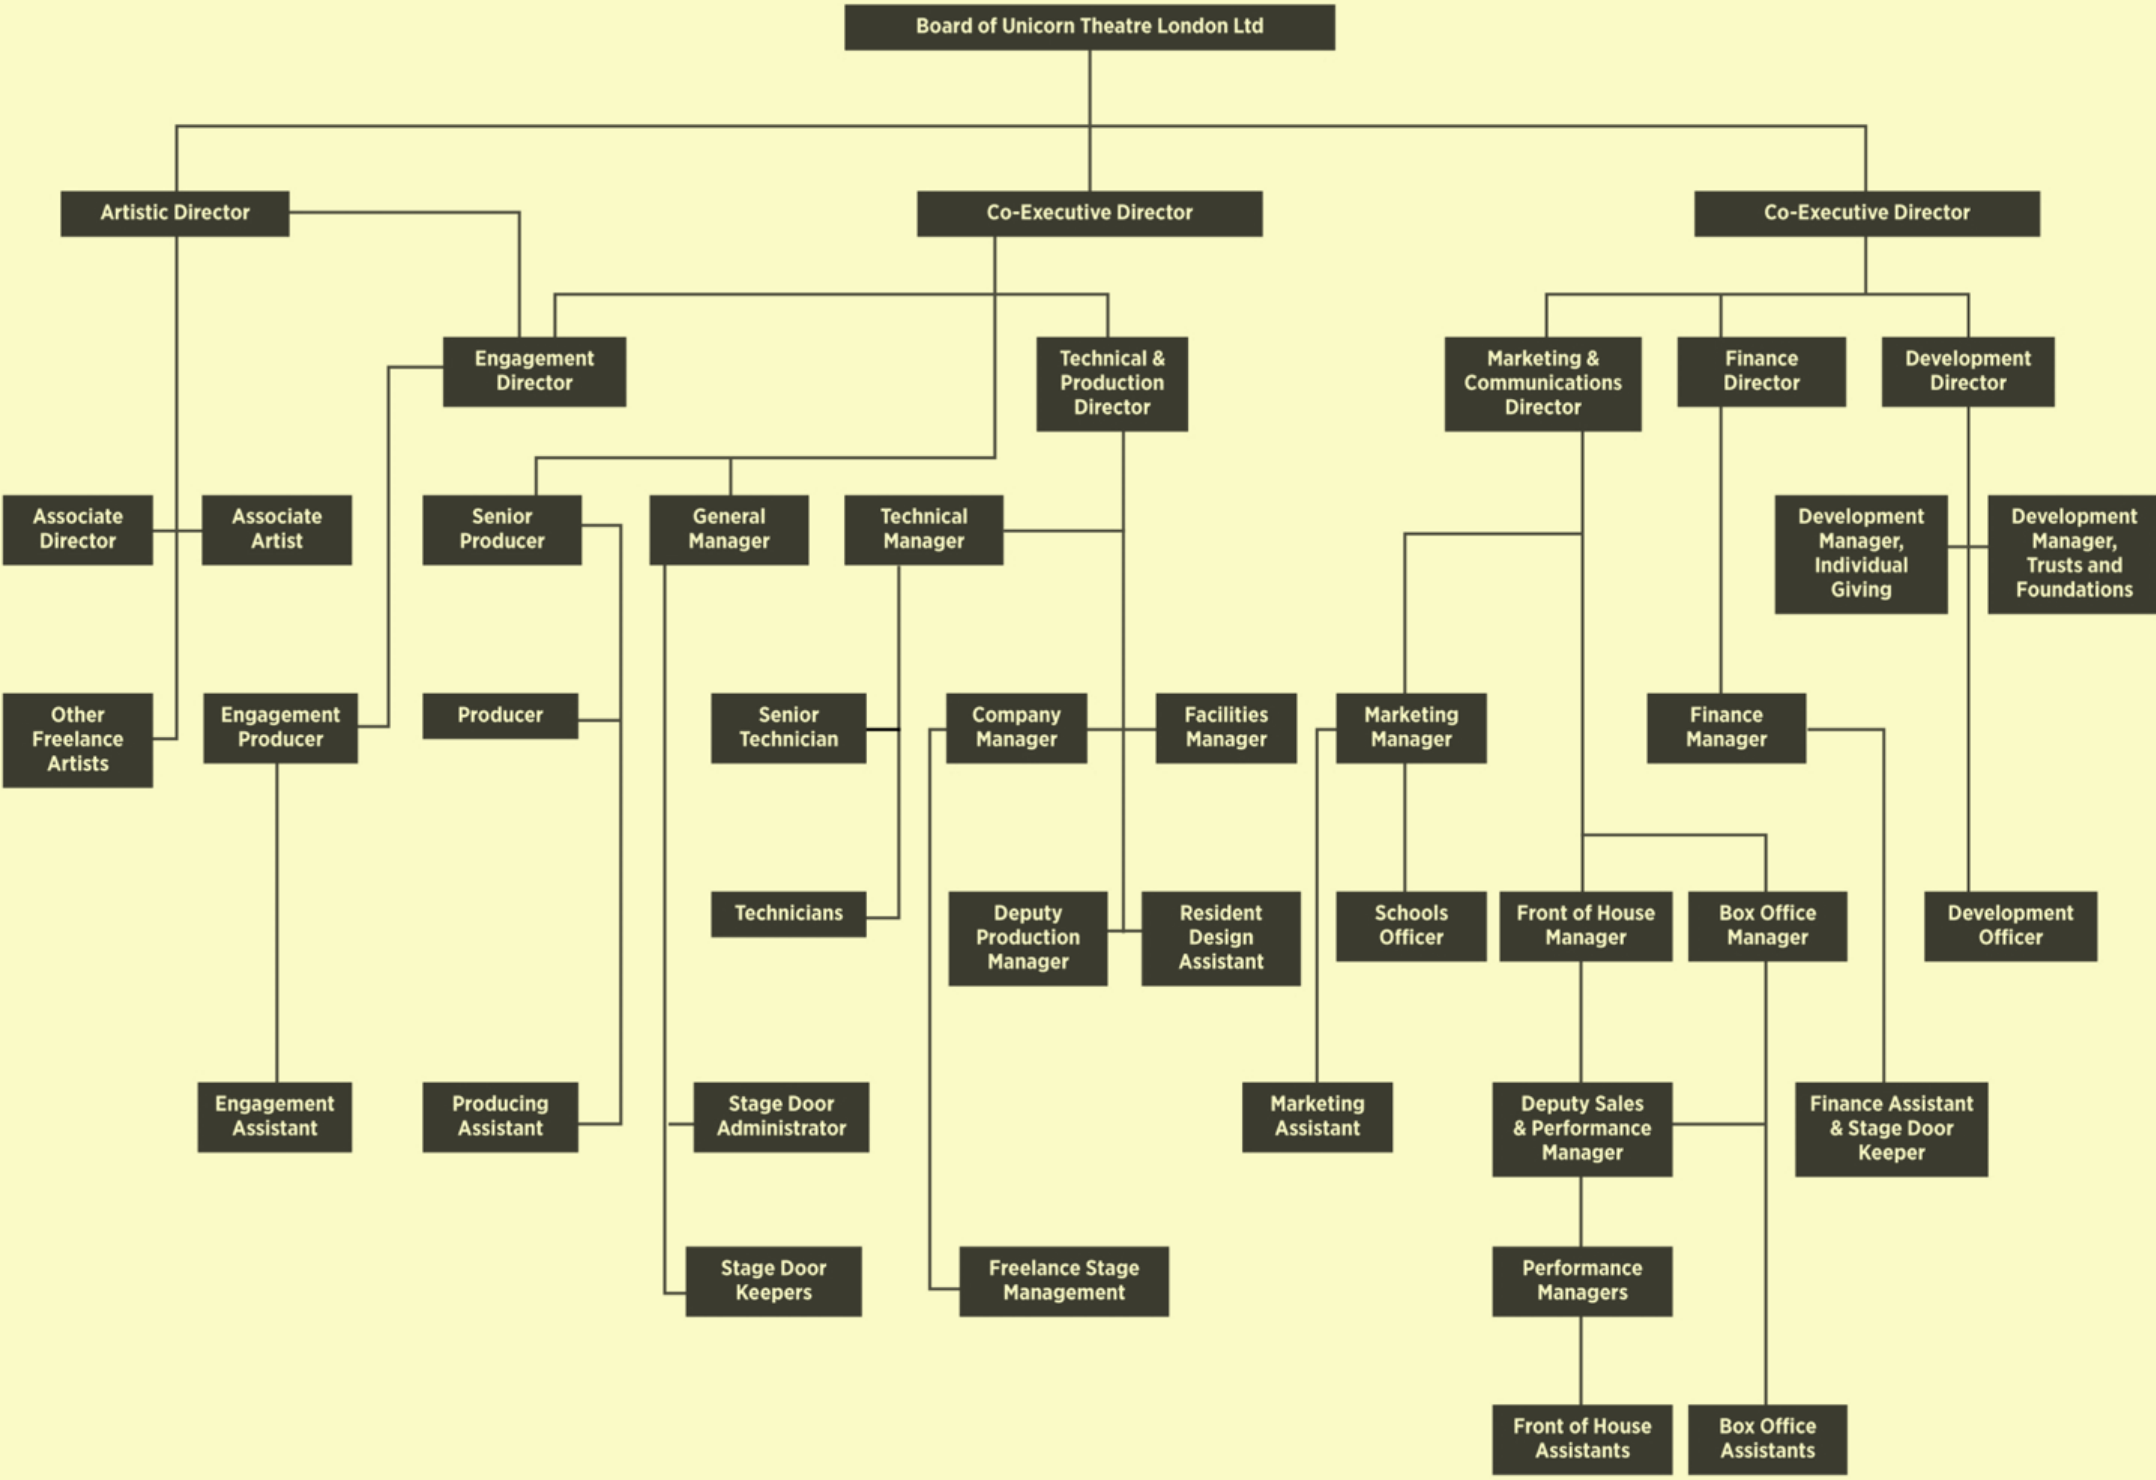 Board of Unicorn Theatre London Ltd
Artistic Director
Co-Executive Director
Co-Executive Director
Engagement
Director
Technical &
Production
Director
Marketing &
Communications
Director
Finance
Director
Development
Director
Associate
Director
Associate
Artist
Senior
Producer
General
Manager
Technical
Manager
Development
Manager,
Individual
Giving
Development
Manager,
Trusts and
Foundations
Other
Freelance
Artists
Engagement
Producer
Producer
Senior
Technician
Company
Manager
Facilities
Manager
Marketing
Manager
Finance
Manager
Technicians
Deputy
Production
Manager
Resident
Design
Assistant
Schools
Officer
Front of House
Manager
Box Office
Manager
Development
Officer
Engagement
Assistant
Producing
Assistant
Stage Door
Administrator
Marketing
Assistant
Deputy Sales
& Performance
Manager
Finance Assistant
& Stage Door
Keeper
Stage Door
Keepers
Freelance Stage
Management
Performance
Managers
Front of House
Assistants
Box Office
Assistants